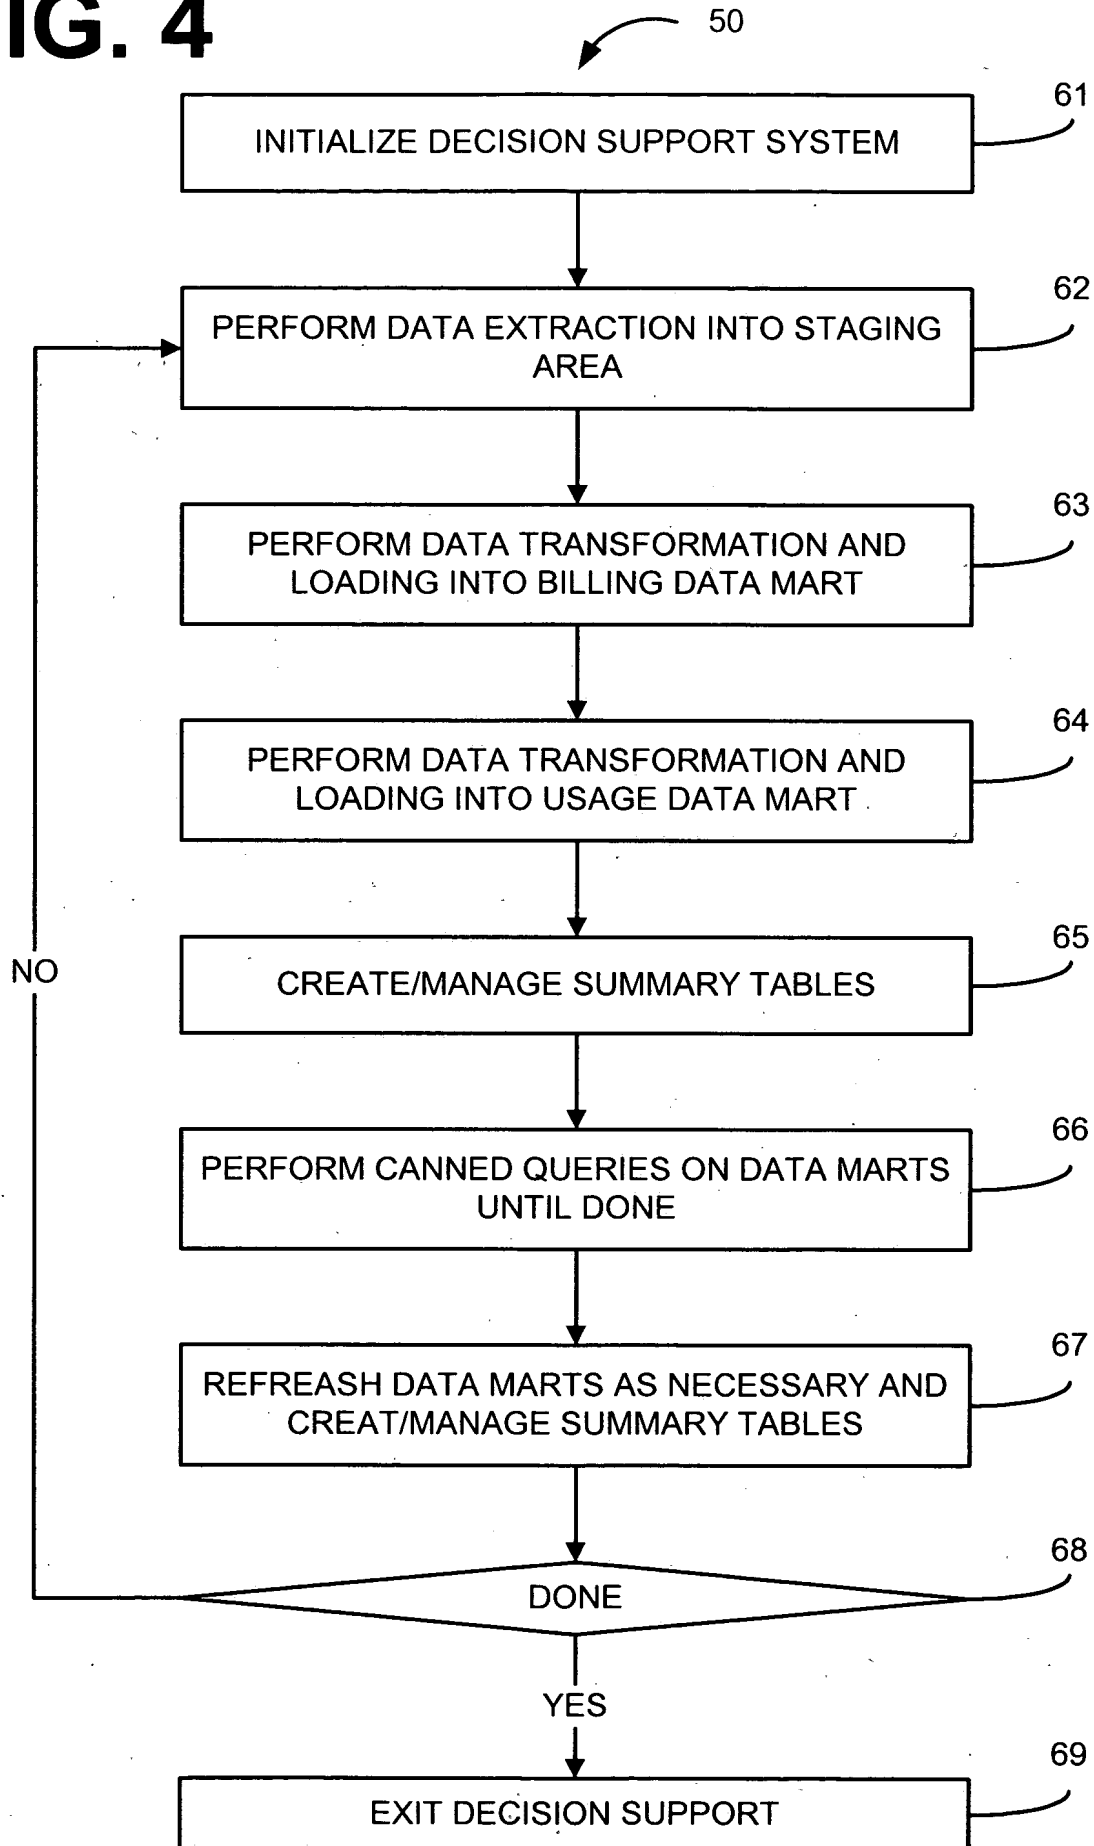 IG. 4
50
61
INITIALIZE DECISION SUPPORT SYSTEM
62
PERFORM DATA EXTRACTION INTO STAGING
AREA
63
PERFORM DATA TRANSFORMATION AND
LOADING INTO BILLING DATA MART
64
PERFORM DATA TRANSFORMATION AND
LOADING INTO USAGE DATA MART
65
NO
CREATE/MANAGE SUMMARY TABLES
66
PERFORM CANNED QUERIES ON DATA MARTS
UNTIL DONE
67
REFREASH DATA MARTS AS NECESSARY AND
CREAT/MANAGE SUMMARY TABLES
68
DONE
YES
69
EXIT DECISION SUPPORT